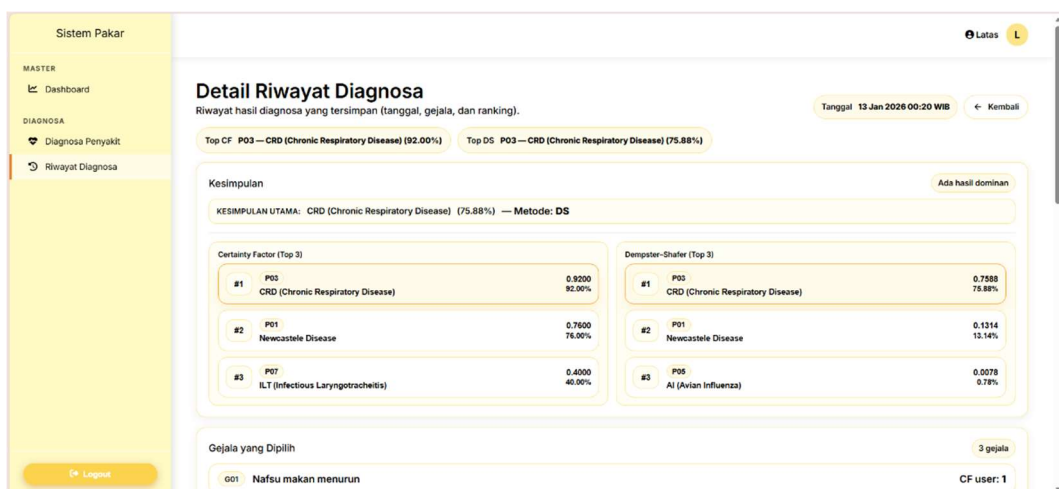 Sistem Pakar
Latas L
MASTER
Dashboard
DIAGNOSA
Diagnosa Penyakit
Riwayat Diagnosa
Logout
Detail Riwayat Diagnosa
Riwayat hasil diagnosa yang tersimpan (tanggal, gejala, dan ranking).
Tanggal 13 Jan 2026 00:20 WIB
← Kembali
Top CF P03 — CRD (Chronic Respiratory Disease) (92.00%)
Top DS P03 — CRD (Chronic Respiratory Disease) (75.88%)
Kesimpulan
Ada hasil dominan
KESIMPULAN UTAMA: CRD (Chronic Respiratory Disease) (75.88%) — Metode: DS
Certainty Factor (Top 3)
#1 P03 0.9200
CRD (Chronic Respiratory Disease) 92.00%
#2 P01 0.7600
Newcastele Disease 76.00%
#3 P07 0.4000
ILT (Infectious Laryngotracheitis) 40.00%
Dempster–Shafer (Top 3)
#1 P03 0.7588
CRD (Chronic Respiratory Disease) 75.88%
#2 P01 0.1314
Newcastele Disease 13.14%
#3 P05 0.0078
AI (Avian Influenza) 0.78%
Gejala yang Dipilih
3 gejala
G01 Nafsu makan menurun CF user: 1